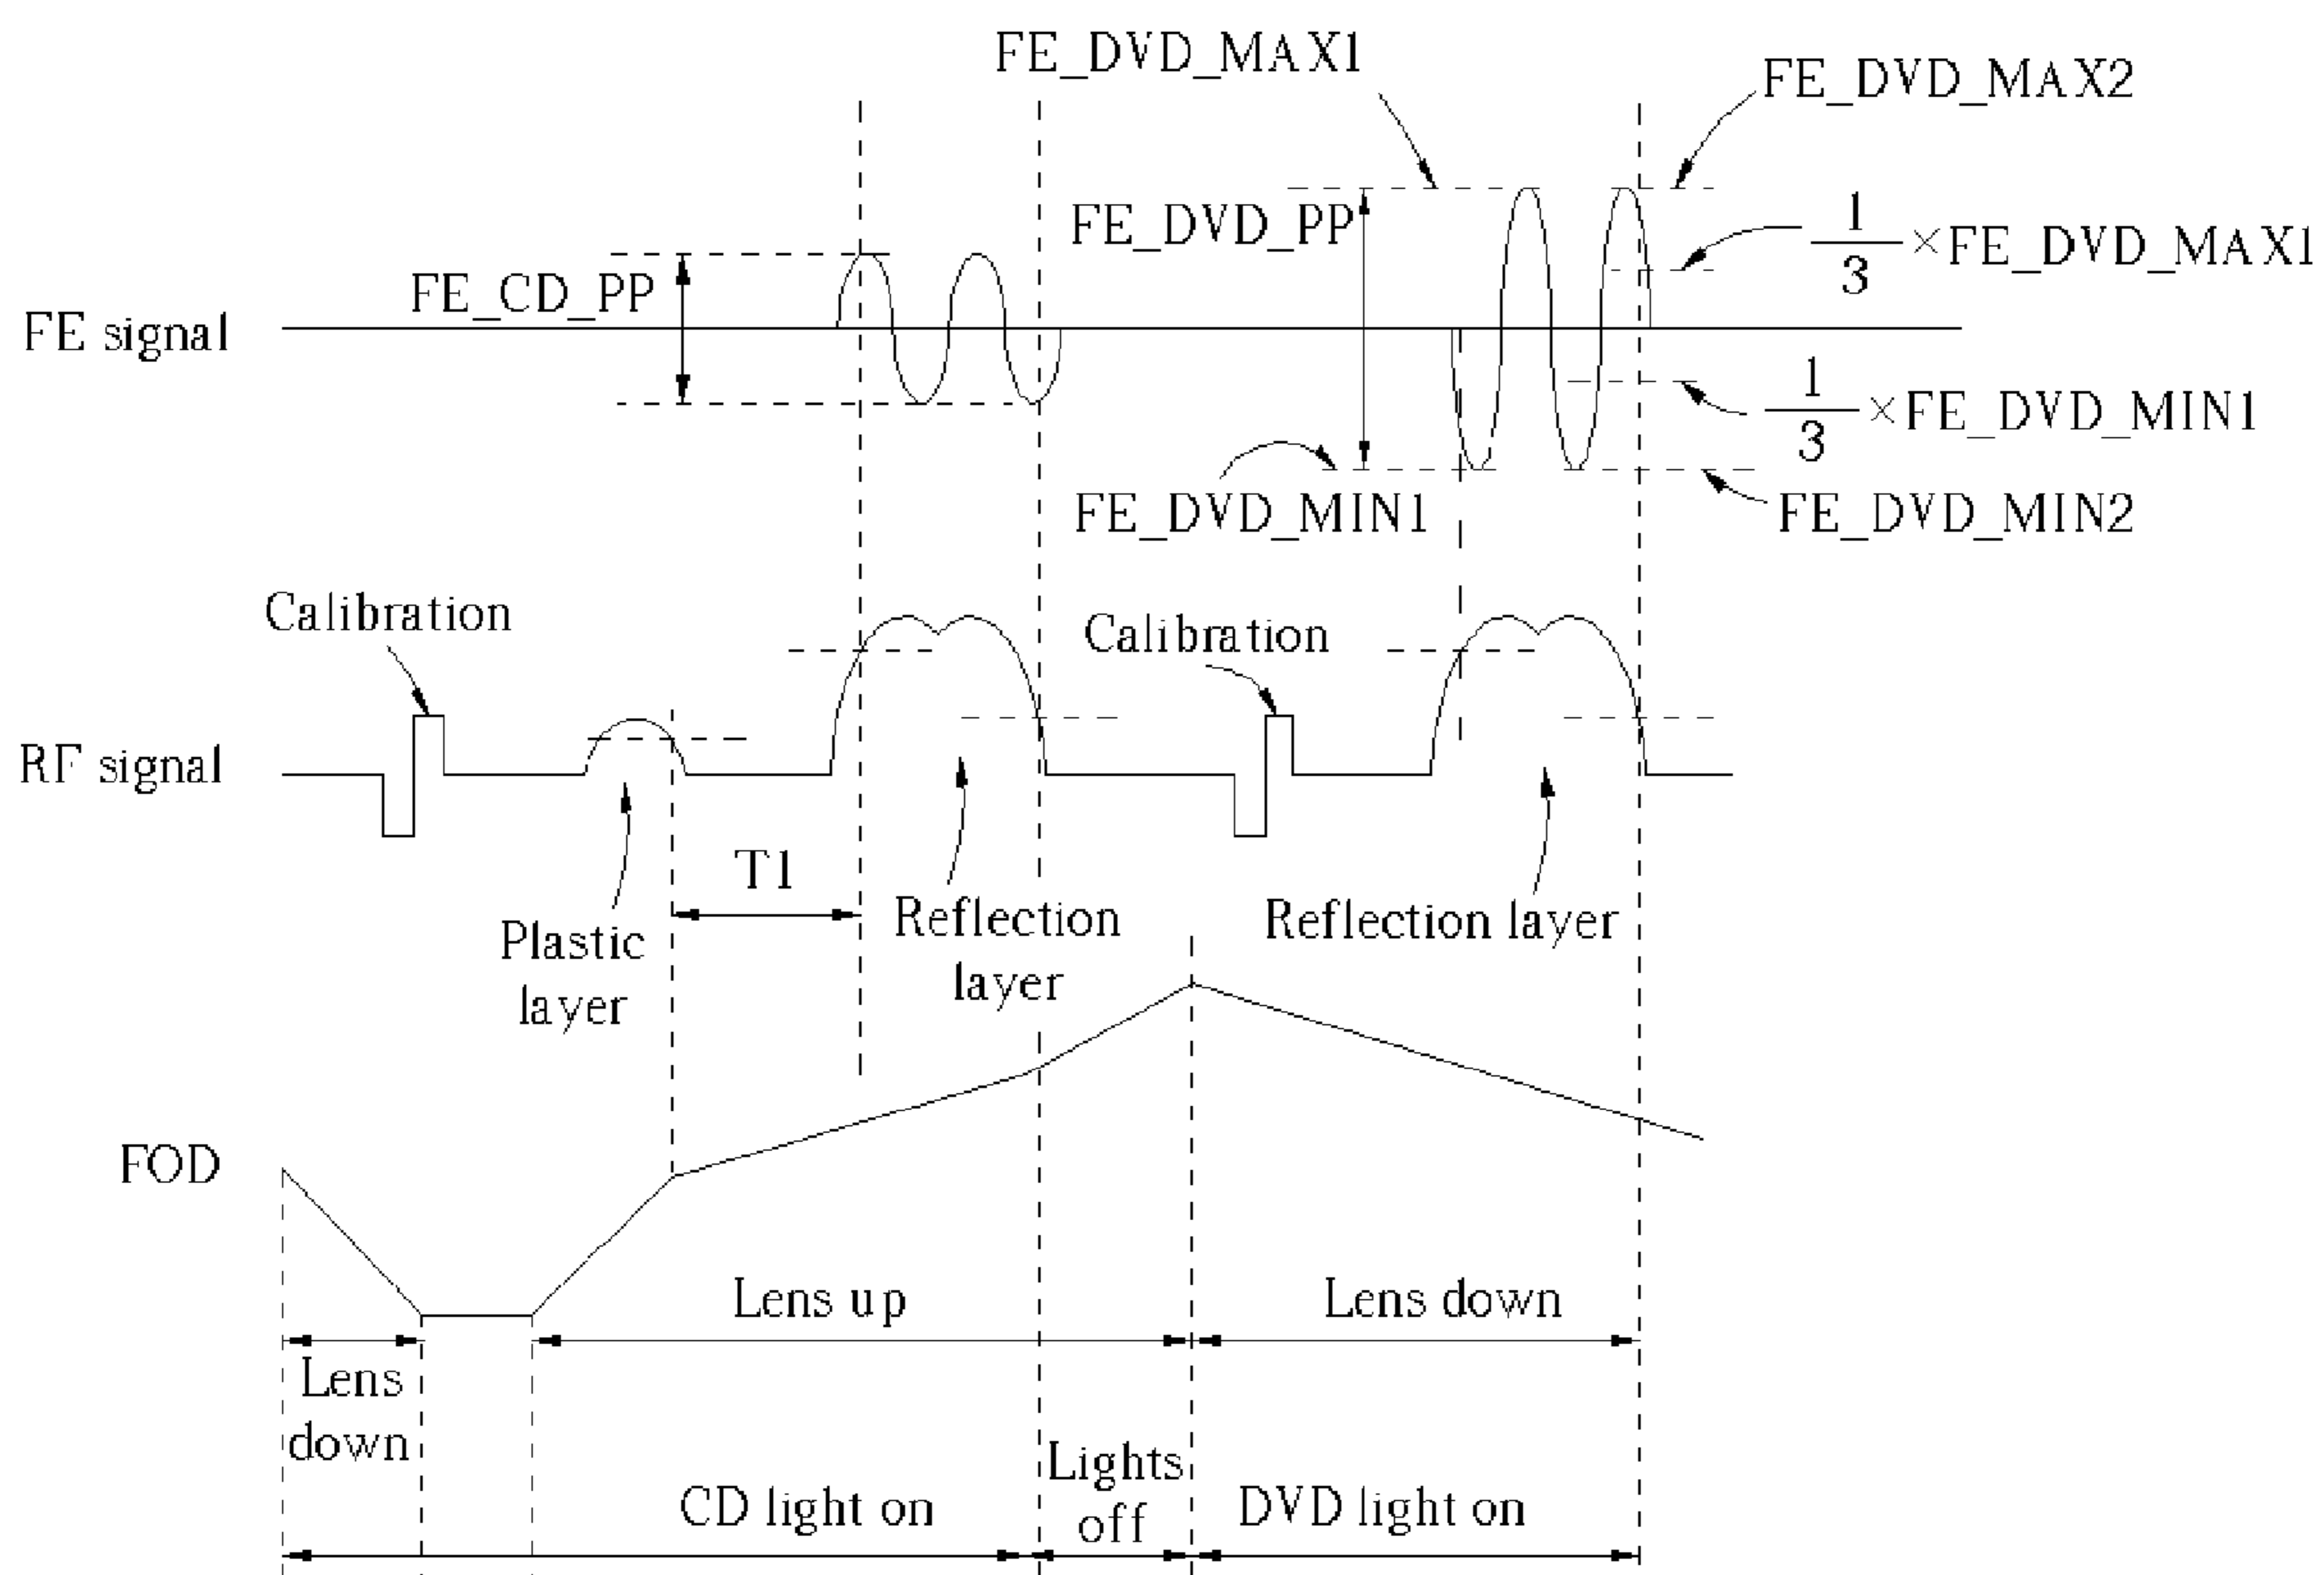 FE_DVD_MAX1
FE_DVD_MAX2
FE_DVD_PP
1/3 ×FE_DVD_MAX1
FE_CD_PP
FE signal
1/3 ×FE_DVD_MIN1
FE_DVD_MIN1
FE_DVD_MIN2
Calibration
Calibration
RF signal
T1
Plastic
layer
Reflection
layer
Reflection layer
FOD
Lens up
Lens down
Lens
down
CD light on
Lights
off
DVD light on